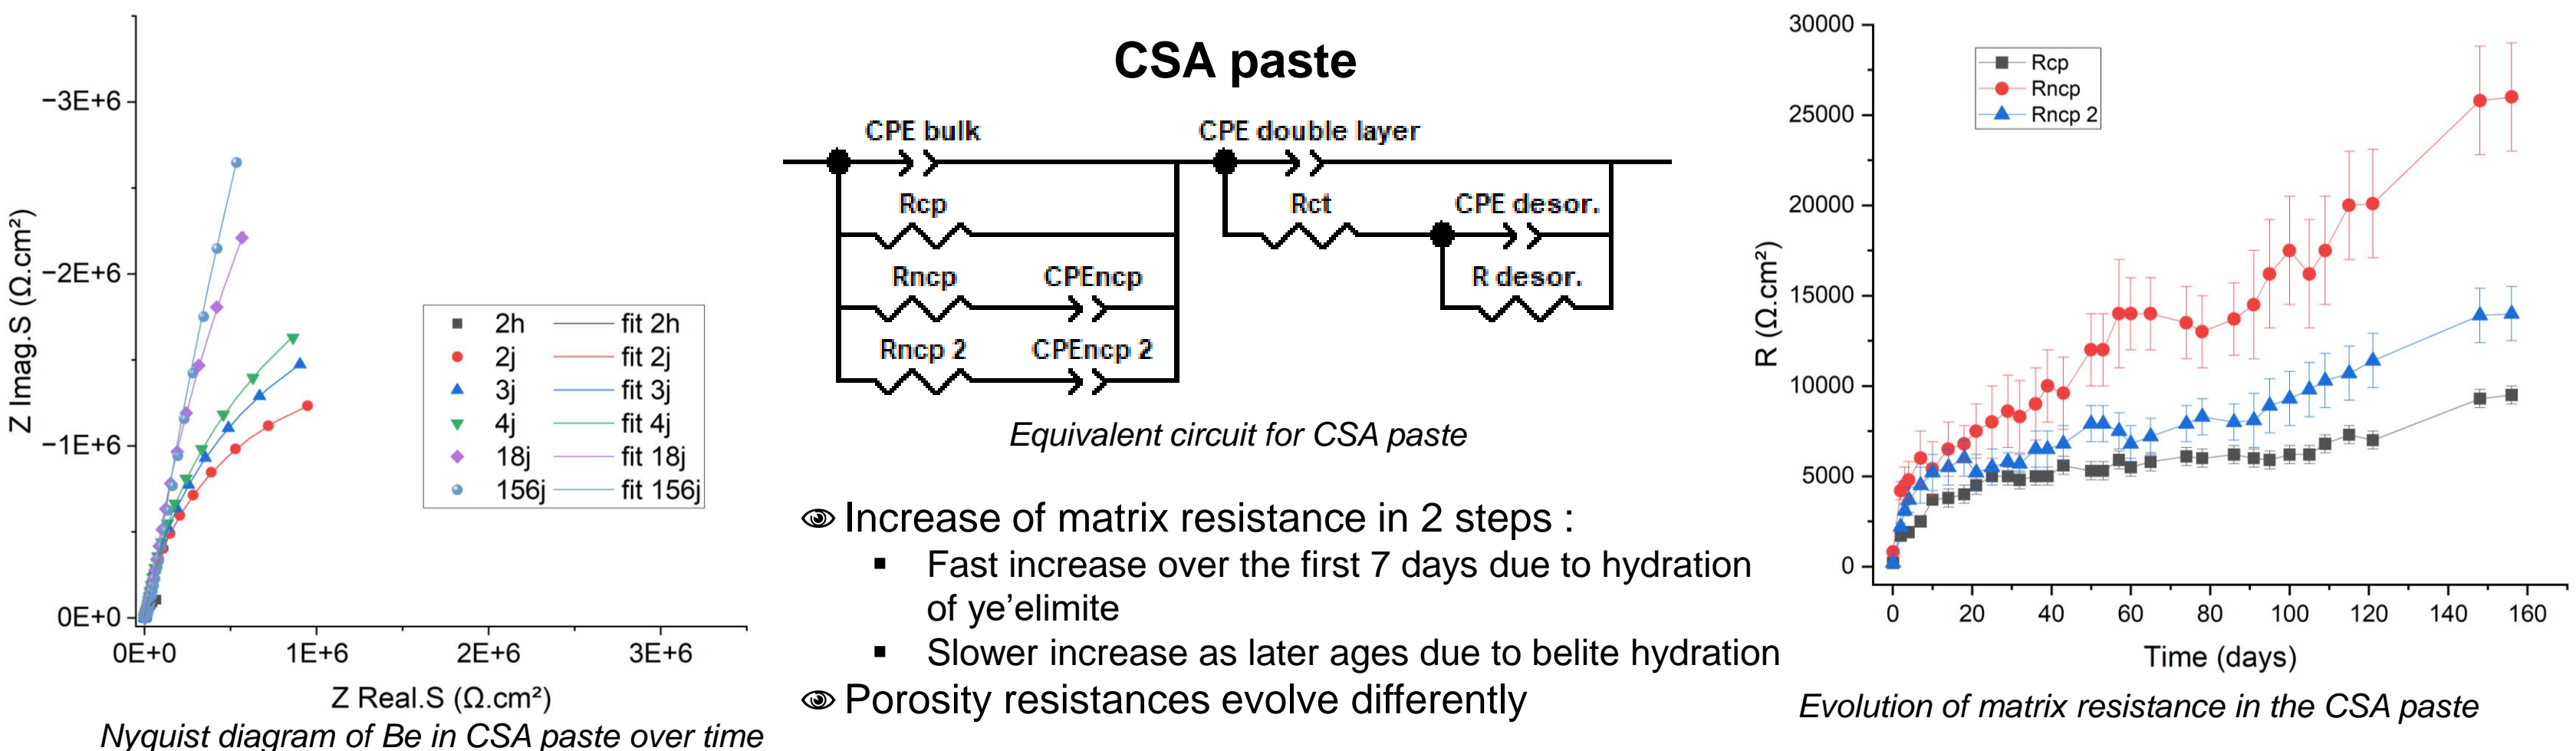 CSA paste
−3E+6
−2E+6
−1E+6
0E+0
0E+0
1E+6
2E+6
3E+6
Z Imag.S (Ω.cm²)
Z Real.S (Ω.cm²)
2h fit 2h
2j fit 2j
3j fit 3j
4j fit 4j
18j fit 18j
156j fit 156j
Nyquist diagram of Be in CSA paste over time
CPE bulk
CPE double layer
Rcp
Rct
CPE desor.
Rncp
CPEncp
R desor.
Rncp 2
CPEncp 2
Equivalent circuit for CSA paste
Increase of matrix resistance in 2 steps :
▪ Fast increase over the first 7 days due to hydration
of ye’elimite
▪ Slower increase as later ages due to belite hydration
Porosity resistances evolve differently
30000
25000
20000
15000
10000
5000
0
R (Ω.cm²)
Rcp
Rncp
Rncp 2
0
20
40
60
80
100
120
140
160
Time (days)
Evolution of matrix resistance in the CSA paste